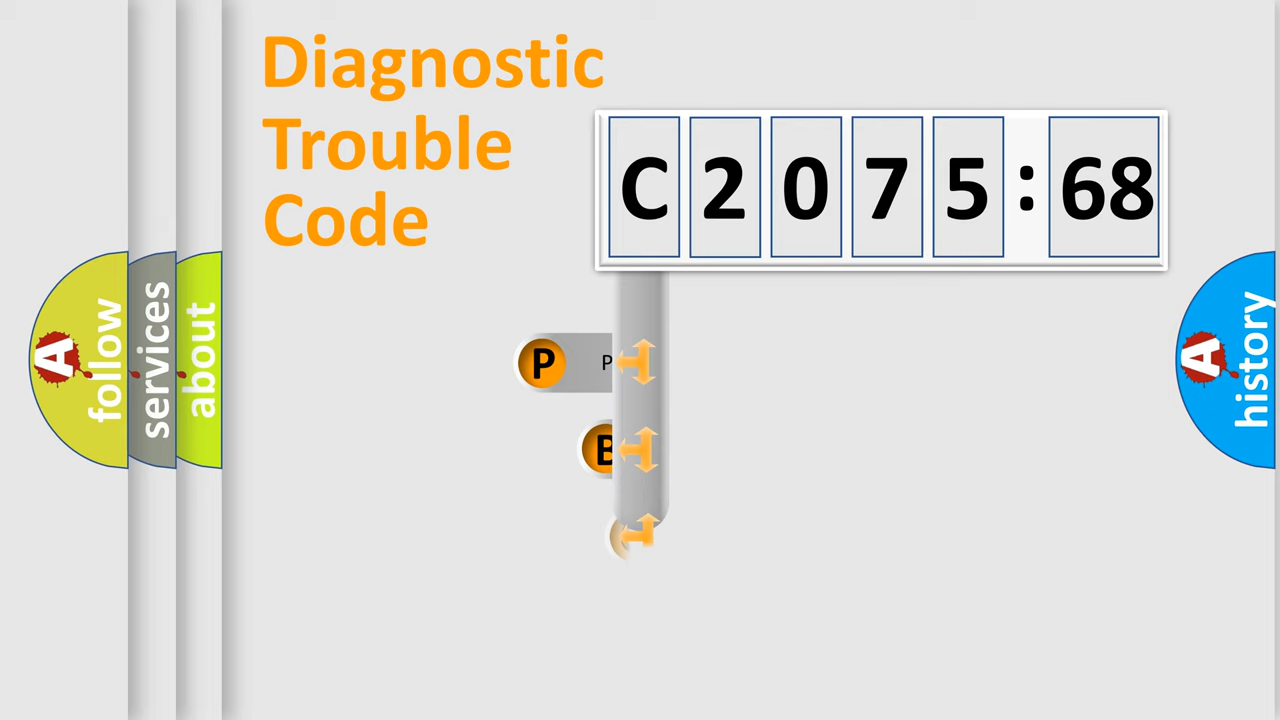 Diagnostic
Trouble
Code
C2075:68
P
P
B
A
follow
services
about
A
history